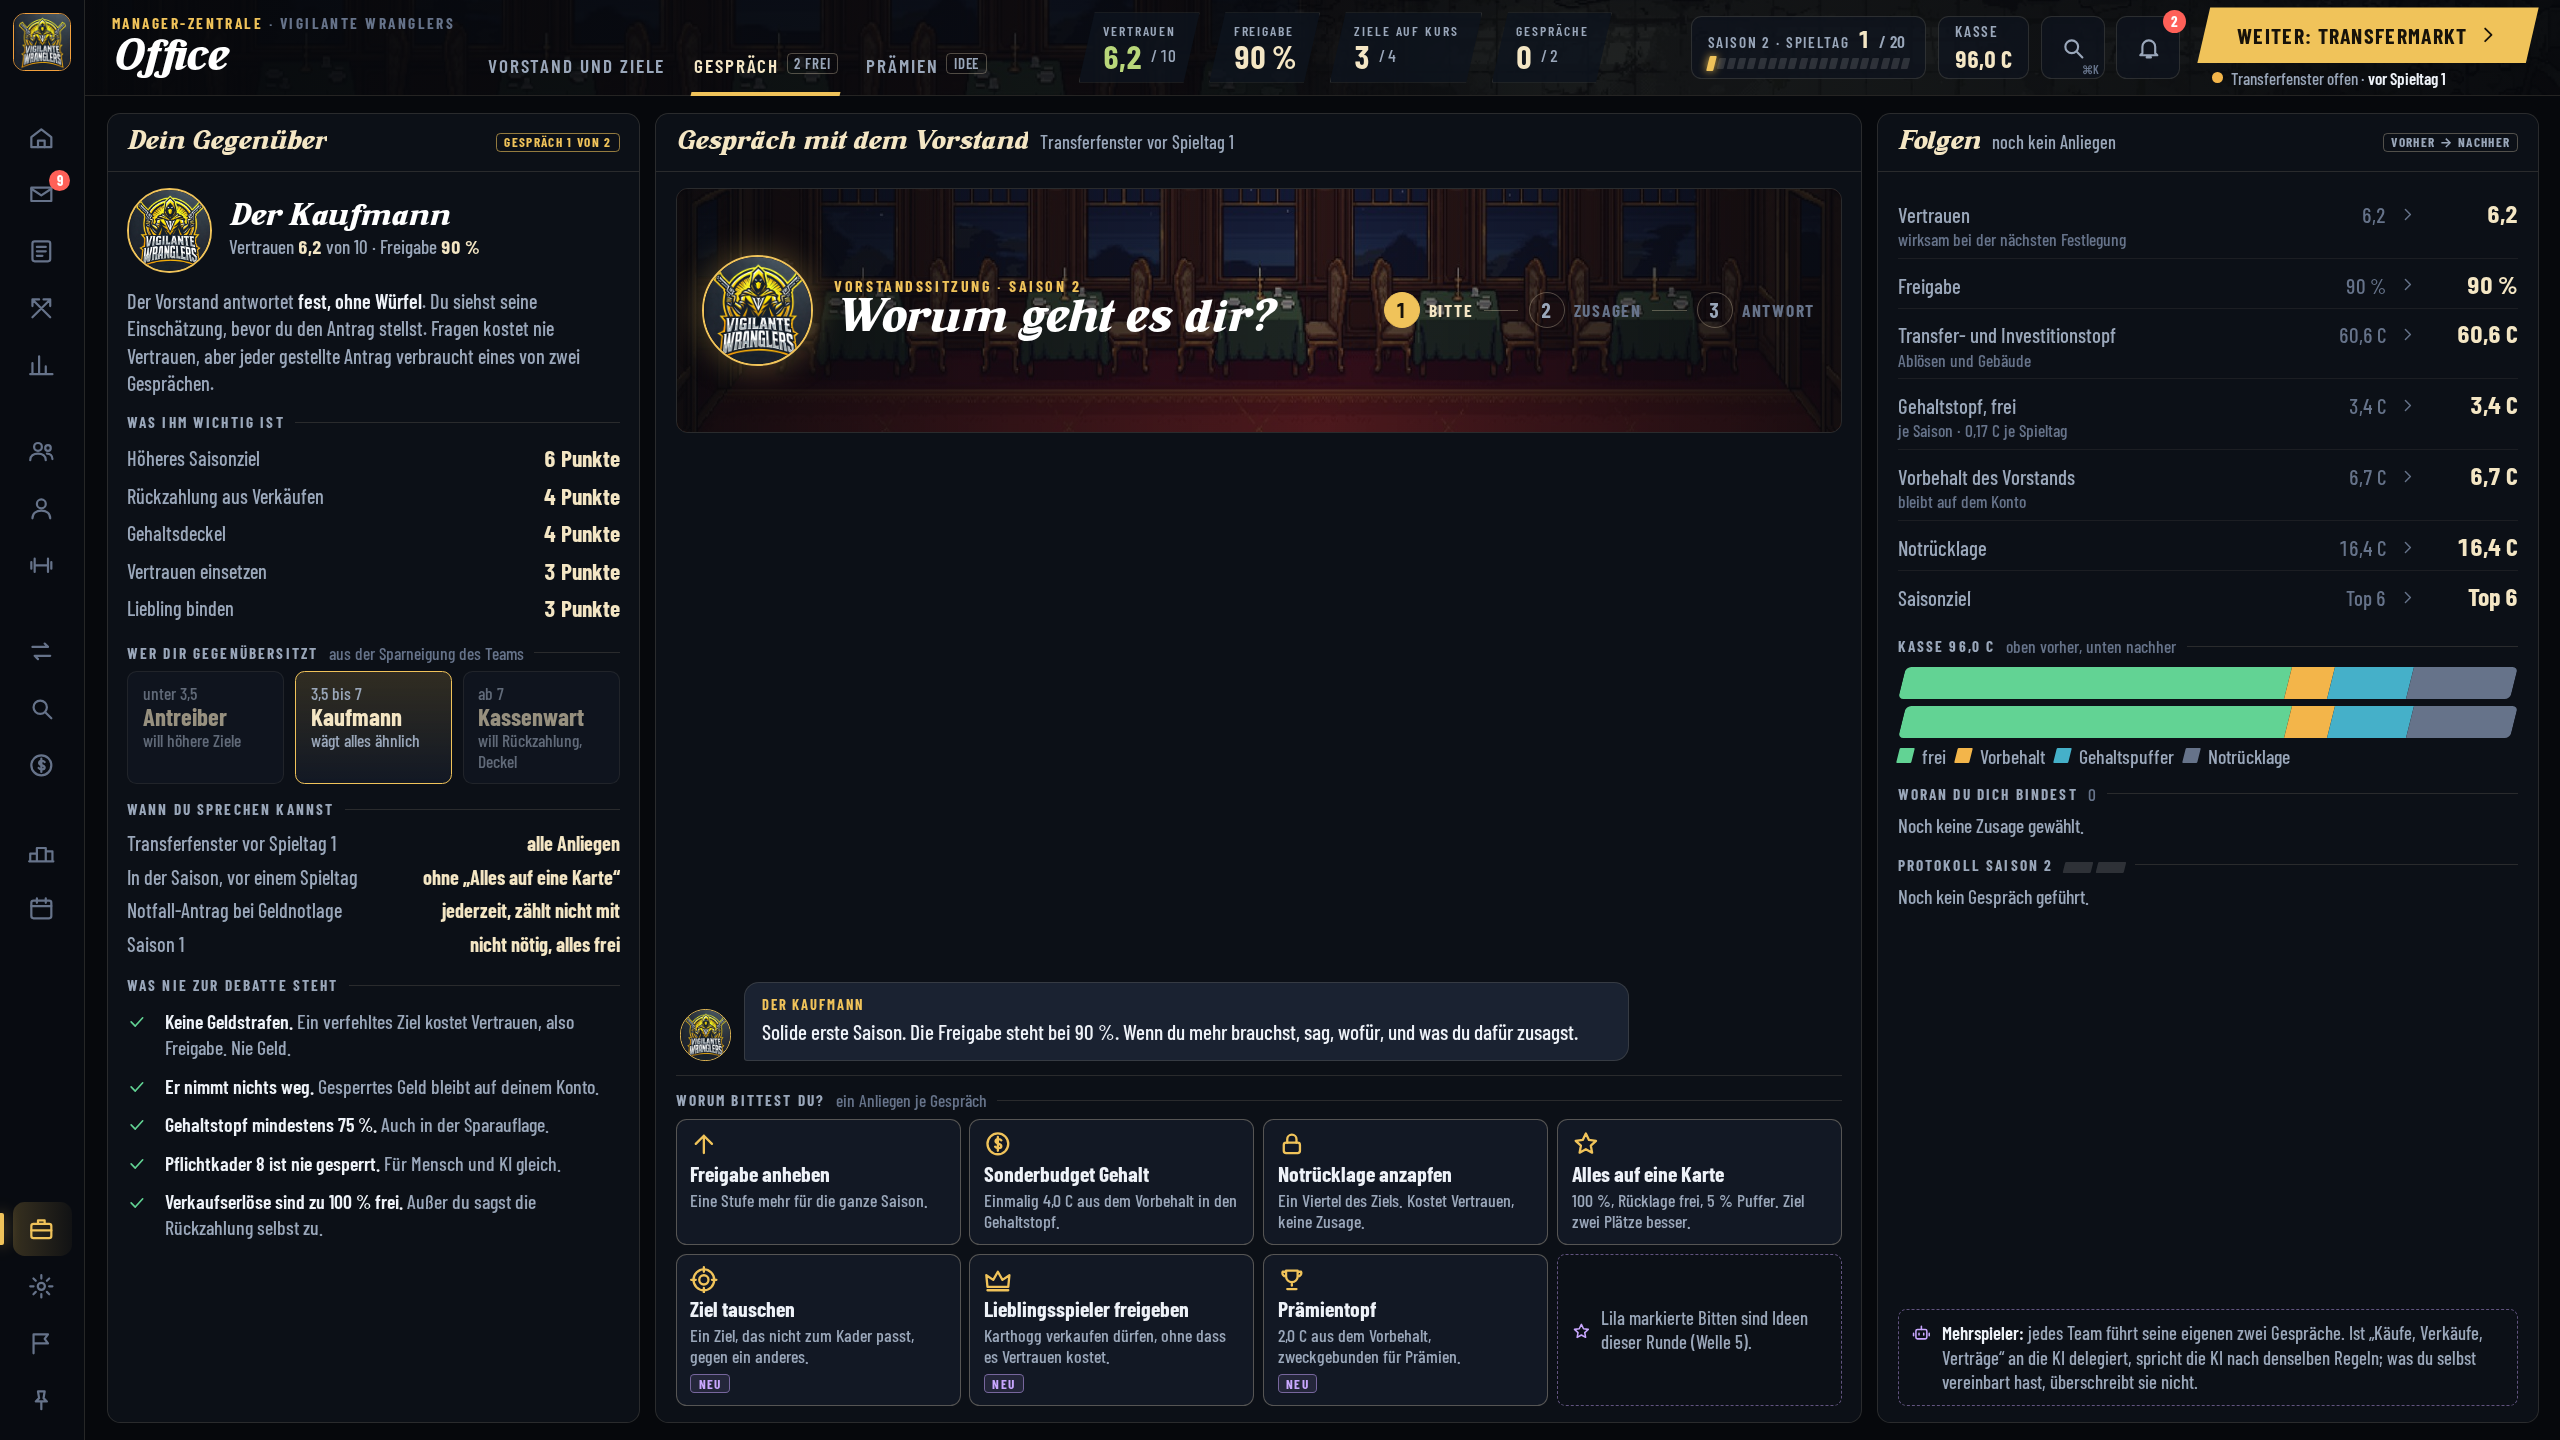 MANAGER-ZENTRALE · VIGILANTE WRANGLERS
Office
VORSTAND UND ZIELE
GESPRÄCH 2 FREI
PRÄMIEN IDEE
VERTRAUEN
6,2 / 10
FREIGABE
90 %
ZIELE AUF KURS
3 / 4
GESPRÄCHE
0 / 2
SAISON 2 · SPIELTAG 1 / 20
KASSE
96,0 C
⌘K
2
WEITER: TRANSFERMARKT
Transferfenster offen · vor Spieltag 1
9
Dein Gegenüber
GESPRÄCH 1 VON 2
VIGILANTE
WRANGLERS
Der Kaufmann
Vertrauen 6,2 von 10 · Freigabe 90 %
Der Vorstand antwortet fest, ohne Würfel. Du siehst seine
Einschätzung, bevor du den Antrag stellst. Fragen kostet nie
Vertrauen, aber jeder gestellte Antrag verbraucht eines von zwei
Gesprächen.
WAS IHM WICHTIG IST
Höheres Saisonziel 6 Punkte
Rückzahlung aus Verkäufen 4 Punkte
Gehaltsdeckel 4 Punkte
Vertrauen einsetzen 3 Punkte
Liebling binden 3 Punkte
WER DIR GEGENÜBERSITZT aus der Sparneigung des Teams
unter 3,5
Antreiber
will höhere Ziele
3,5 bis 7
Kaufmann
wägt alles ähnlich
ab 7
Kassenwart
will Rückzahlung,
Deckel
WANN DU SPRECHEN KANNST
Transferfenster vor Spieltag 1 alle Anliegen
In der Saison, vor einem Spieltag ohne „Alles auf eine Karte“
Notfall-Antrag bei Geldnotlage jederzeit, zählt nicht mit
Saison 1 nicht nötig, alles frei
WAS NIE ZUR DEBATTE STEHT
Keine Geldstrafen. Ein verfehltes Ziel kostet Vertrauen, also
Freigabe. Nie Geld.
Er nimmt nichts weg. Gesperrtes Geld bleibt auf deinem Konto.
Gehaltstopf mindestens 75 %. Auch in der Sparauflage.
Pflichtkader 8 ist nie gesperrt. Für Mensch und KI gleich.
Verkaufserlöse sind zu 100 % frei. Außer du sagst die
Rückzahlung selbst zu.
Gespräch mit dem Vorstand Transferfenster vor Spieltag 1
VIGILANTE
WRANGLERS
VORSTANDSSITZUNG · SAISON 2
Worum geht es dir?
1 BITTE
2 ZUSAGEN
3 ANTWORT
VIGILANTE
WRANGLERS
DER KAUFMANN
Solide erste Saison. Die Freigabe steht bei 90 %. Wenn du mehr brauchst, sag, wofür, und was du dafür zusagst.
WORUM BITTEST DU? ein Anliegen je Gespräch
Freigabe anheben
Eine Stufe mehr für die ganze Saison.
Sonderbudget Gehalt
Einmalig 4,0 C aus dem Vorbehalt in den
Gehaltstopf.
Notrücklage anzapfen
Ein Viertel des Ziels. Kostet Vertrauen,
keine Zusage.
Alles auf eine Karte
100 %, Rücklage frei, 5 % Puffer. Ziel
zwei Plätze besser.
Ziel tauschen
Ein Ziel, das nicht zum Kader passt,
gegen ein anderes.
NEU
Lieblingsspieler freigeben
Karthogg verkaufen dürfen, ohne dass
es Vertrauen kostet.
NEU
Prämientopf
2,0 C aus dem Vorbehalt,
zweckgebunden für Prämien.
NEU
Lila markierte Bitten sind Ideen
dieser Runde (Welle 5).
Folgen noch kein Anliegen
VORHER → NACHHER
Vertrauen 6,2 6,2
wirksam bei der nächsten Festlegung
Freigabe 90 % 90 %
Transfer- und Investitionstopf 60,6 C 60,6 C
Ablösen und Gebäude
Gehaltstopf, frei 3,4 C 3,4 C
je Saison · 0,17 C je Spieltag
Vorbehalt des Vorstands 6,7 C 6,7 C
bleibt auf dem Konto
Notrücklage 16,4 C 16,4 C
Saisonziel Top 6 Top 6
KASSE 96,0 C oben vorher, unten nachher
frei Vorbehalt Gehaltspuffer Notrücklage
WORAN DU DICH BINDEST 0
Noch keine Zusage gewählt.
PROTOKOLL SAISON 2
Noch kein Gespräch geführt.
Mehrspieler: jedes Team führt seine eigenen zwei Gespräche. Ist „Käufe, Verkäufe,
Verträge“ an die KI delegiert, spricht die KI nach denselben Regeln; was du selbst
vereinbart hast, überschreibt sie nicht.